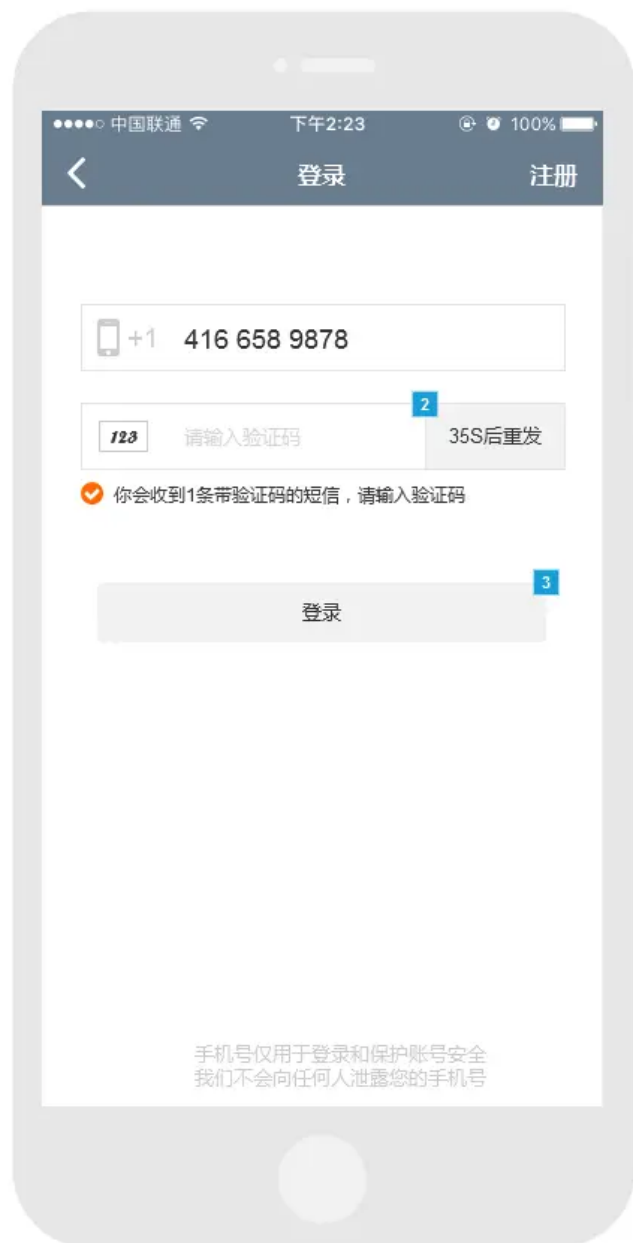 中国联通 下午2:23 100%
登录 注册
+1 416 658 9878
2
123 请输入验证码 35S后重发
你会收到1条带验证码的短信，请输入验证码
3
登录
手机号仅用于登录和保护账号安全
我们不会向任何人泄露您的手机号